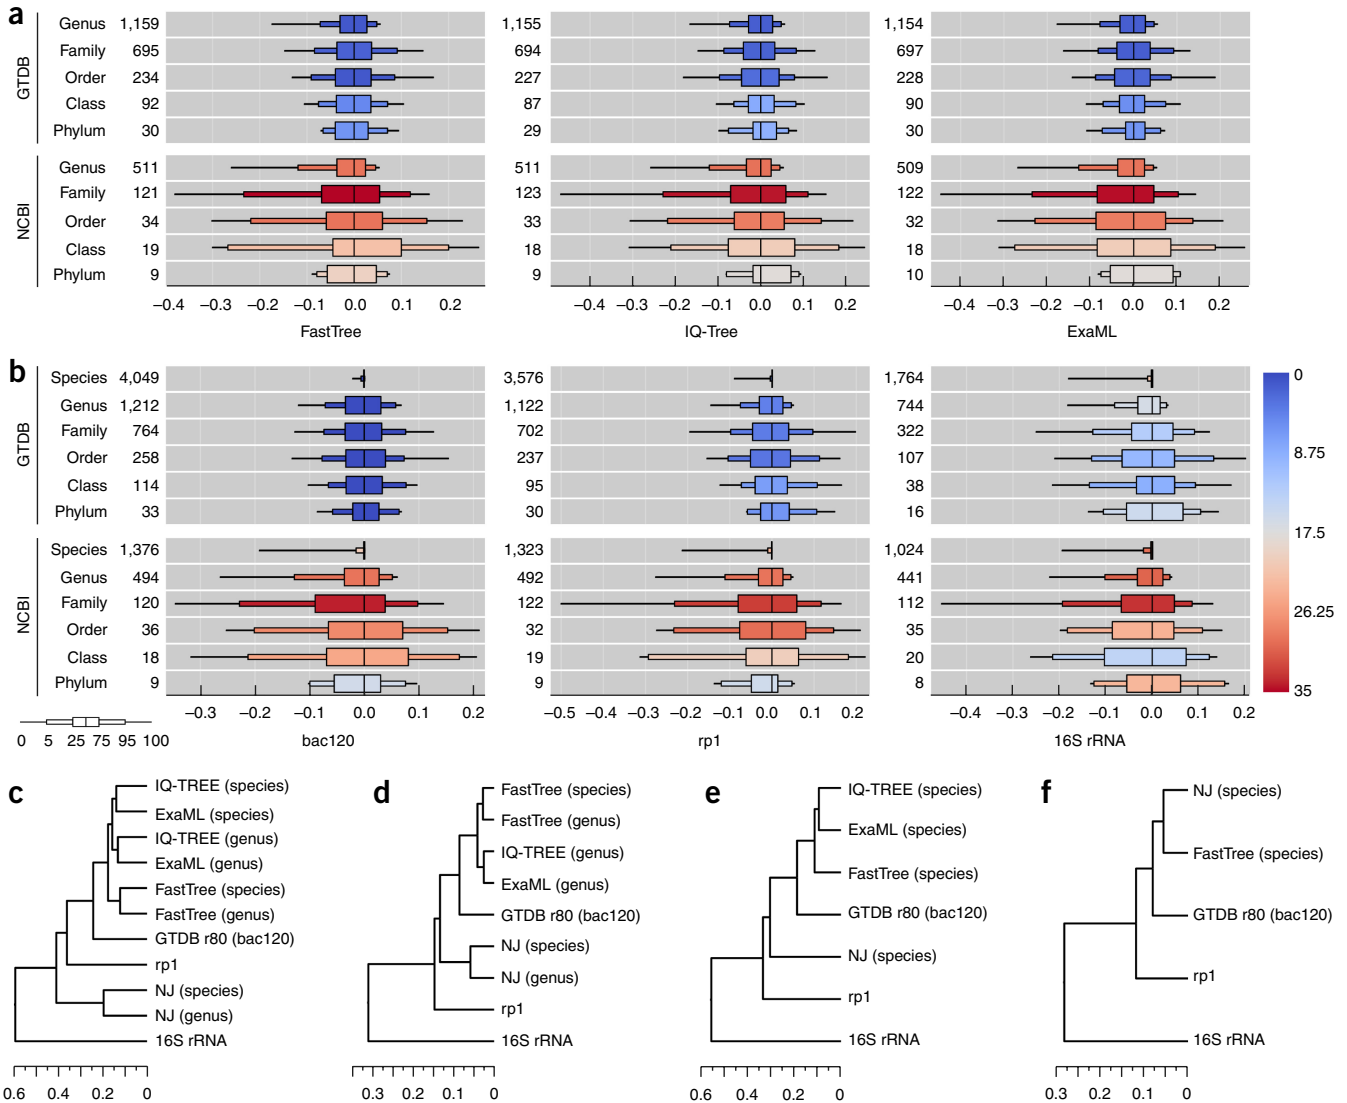 a
GTDB
Genus 1,159 1,155 1,154
Family 695 694 697
Order 234 227 228
Class 92 87 90
Phylum 30 29 30
NCBI
Genus 511 511 509
Family 121 123 122
Order 34 33 32
Class 19 18 18
Phylum 9 9 10
−0.4 −0.3 −0.2 −0.1 0.0 0.1 0.2
−0.4 −0.3 −0.2 −0.1 0.0 0.1 0.2
−0.4 −0.3 −0.2 −0.1 0.0 0.1 0.2
FastTree IQ-Tree ExaML
b
GTDB
Species 4,049 3,576 1,764
Genus 1,212 1,122 744
Family 764 702 322
Order 258 237 107
Class 114 95 38
Phylum 33 30 16
NCBI
Species 1,376 1,323 1,024
Genus 494 492 441
Family 120 122 112
Order 36 32 35
Class 18 19 20
Phylum 9 9 8
−0.3 −0.2 −0.1 0.0 0.1 0.2
−0.5 −0.4 −0.3 −0.2 −0.1 0.0 0.1 0.2
−0.4 −0.3 −0.2 −0.1 0.0 0.1 0.2
bac120 rp1 16S rRNA
0 5 25 75 95 100
0
8.75
17.5
26.25
35
c
IQ-TREE (species)
ExaML (species)
IQ-TREE (genus)
ExaML (genus)
FastTree (species)
FastTree (genus)
GTDB r80 (bac120)
rp1
NJ (species)
NJ (genus)
16S rRNA
0.6 0.4 0.2 0
d
FastTree (species)
FastTree (genus)
IQ-TREE (genus)
ExaML (genus)
GTDB r80 (bac120)
NJ (species)
NJ (genus)
rp1
16S rRNA
0.3 0.2 0.1 0
e
IQ-TREE (species)
ExaML (species)
FastTree (species)
GTDB r80 (bac120)
NJ (species)
rp1
16S rRNA
0.6 0.4 0.2 0
f
NJ (species)
FastTree (species)
GTDB r80 (bac120)
rp1
16S rRNA
0.3 0.2 0.1 0